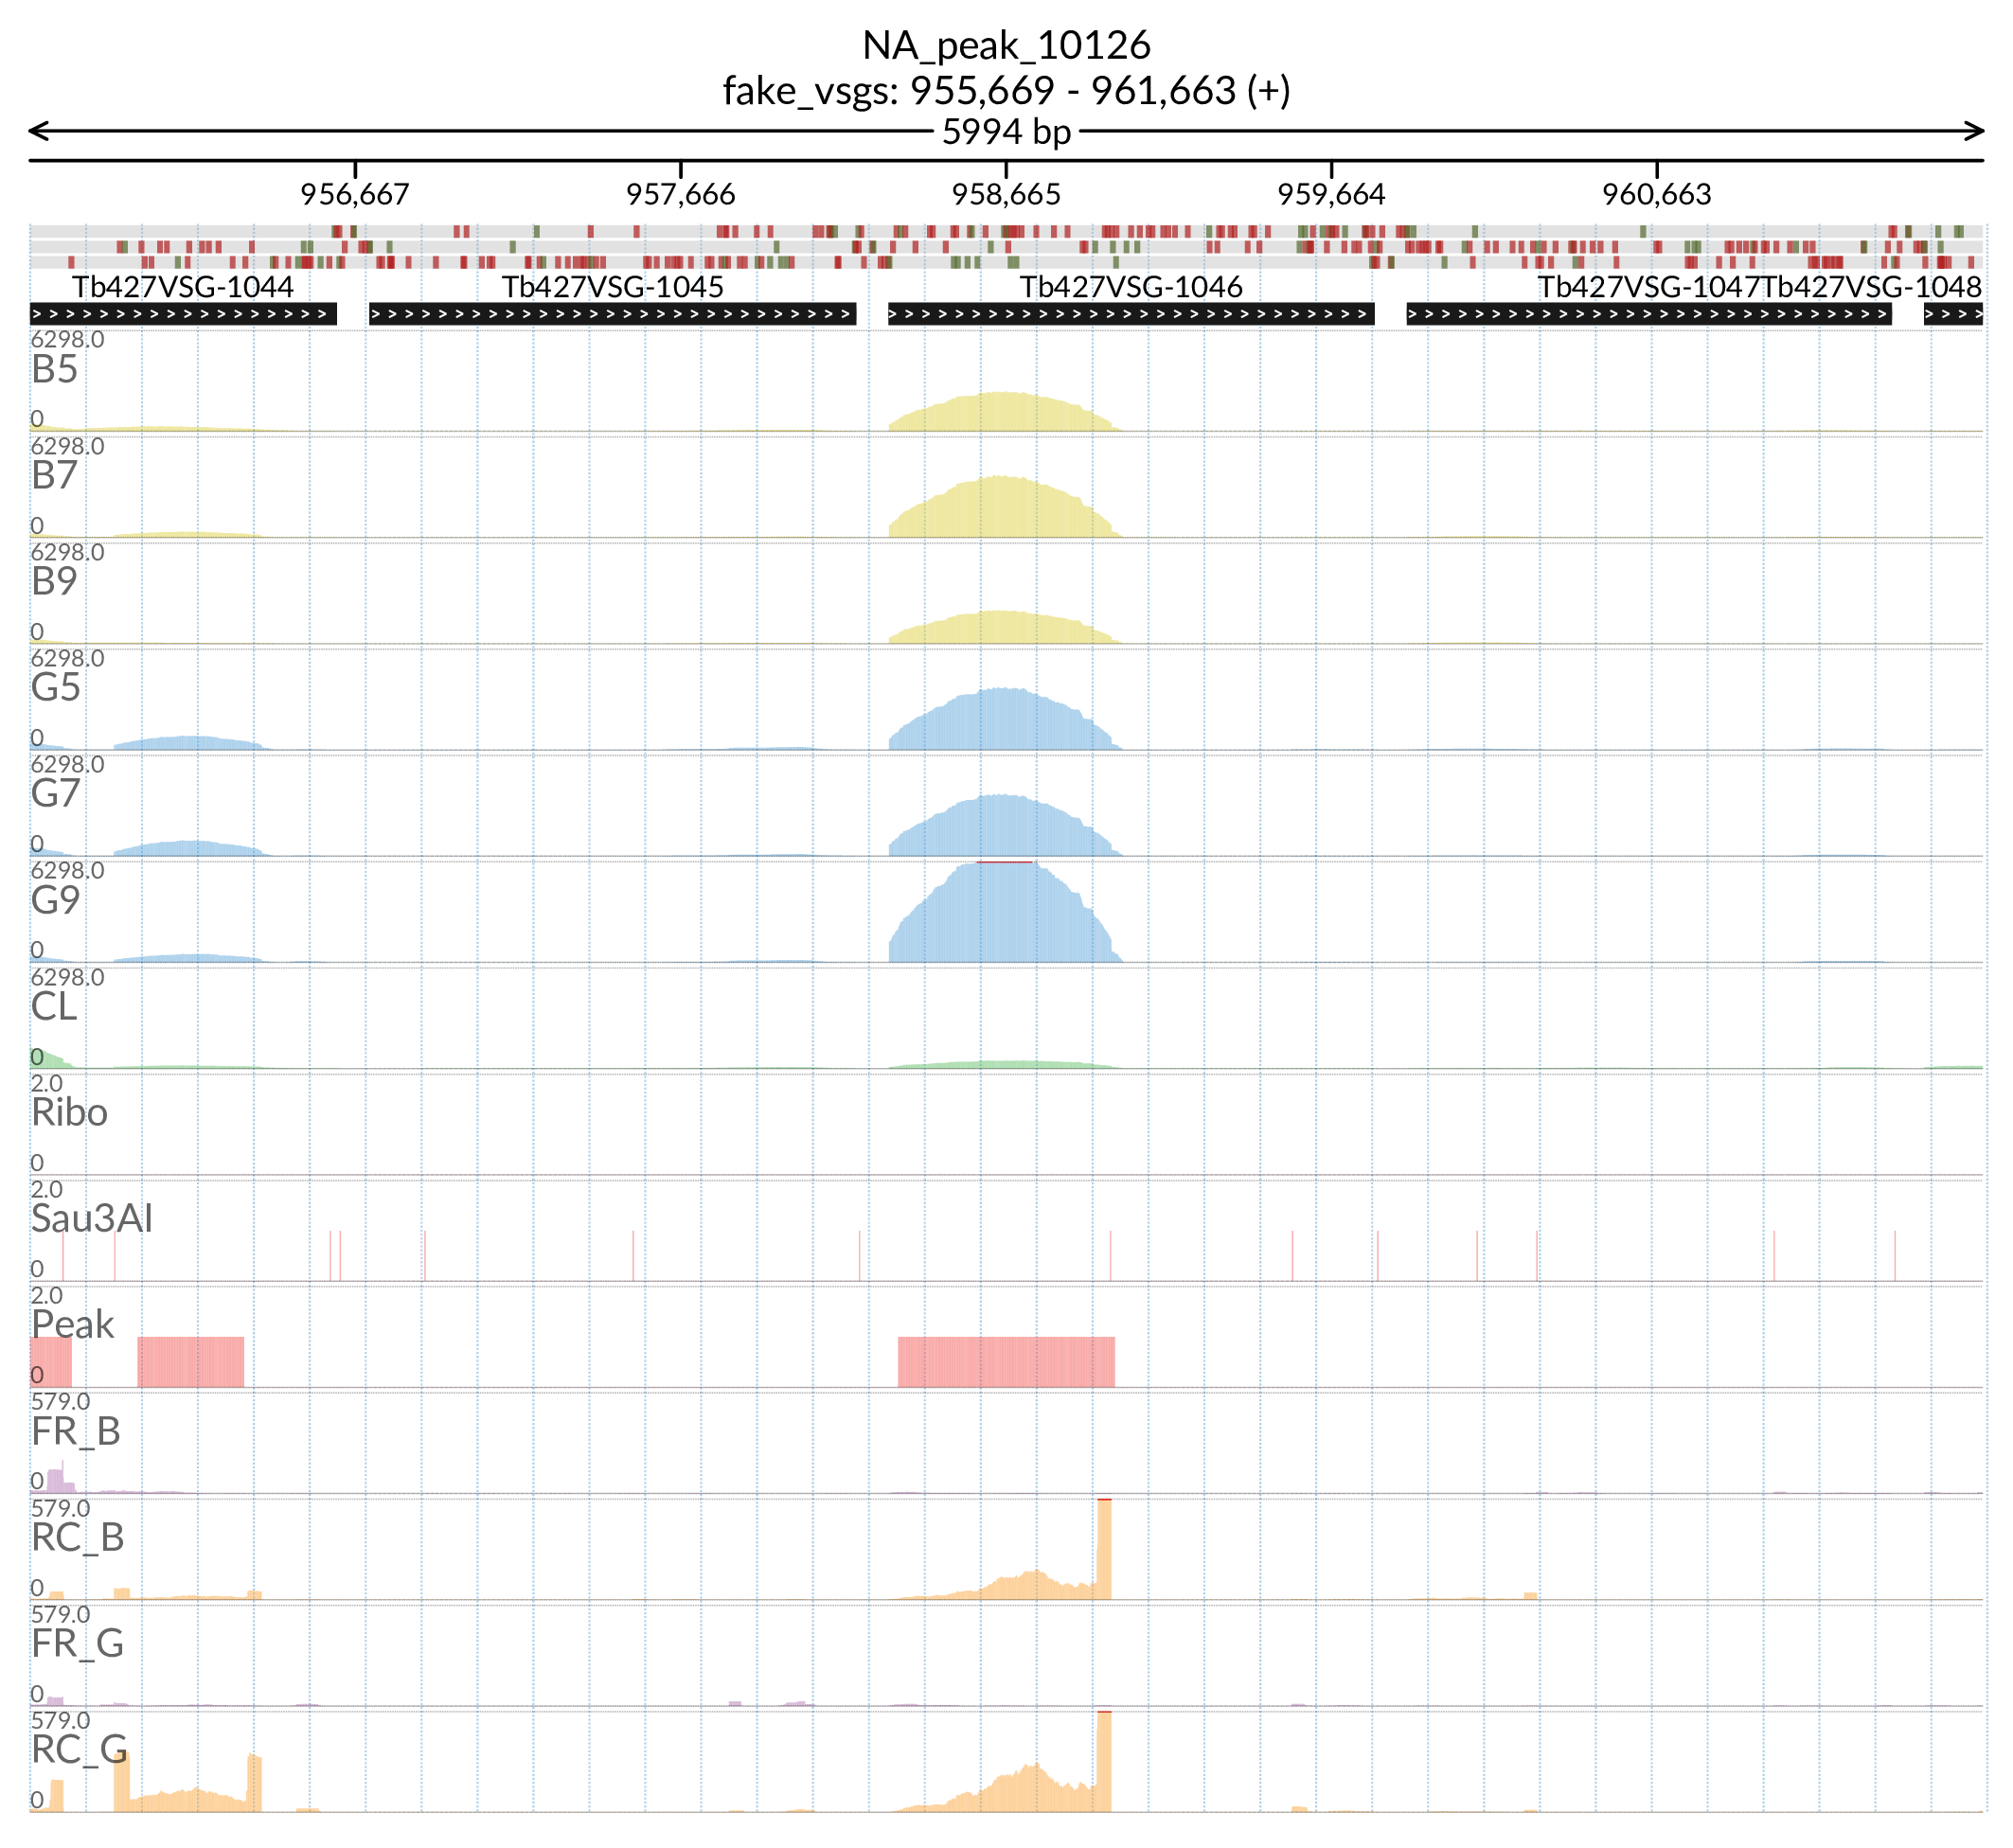 NA_peak_10126
fake_vsgs: 955,669 - 961,663 (+)
5994 bp
956,667 957,666 958,665 959,664 960,663
Tb427VSG-1044 Tb427VSG-1045 Tb427VSG-1046 Tb427VSG-1047 Tb427VSG-1048
6298.0
B5
0
6298.0
B7
0
6298.0
B9
0
6298.0
G5
0
6298.0
G7
0
6298.0
G9
0
6298.0
CL
0
2.0
Ribo
0
2.0
Sau3AI
0
2.0
Peak
0
579.0
FR_B
0
579.0
RC_B
0
579.0
FR_G
0
579.0
RC_G
0